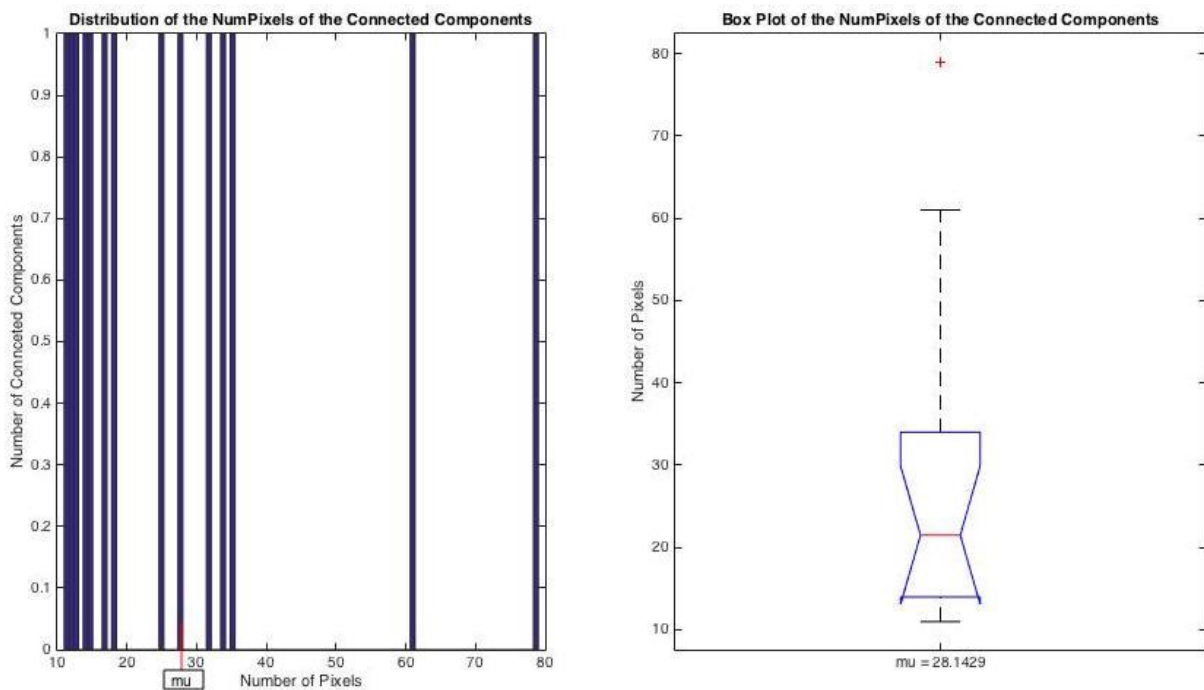 Distribution of the NumPixels of the Connected Components
1
0.9
0.8
0.7
0.6
0.5
0.4
0.3
0.2
0.1
0
Number of Connceted Components
10 20 30 40 50 60 70 80
mu
Number of Pixels
Box Plot of the NumPixels of the Connected Components
80
70
60
50
40
30
20
10
Number of Pixels
mu = 28.1429